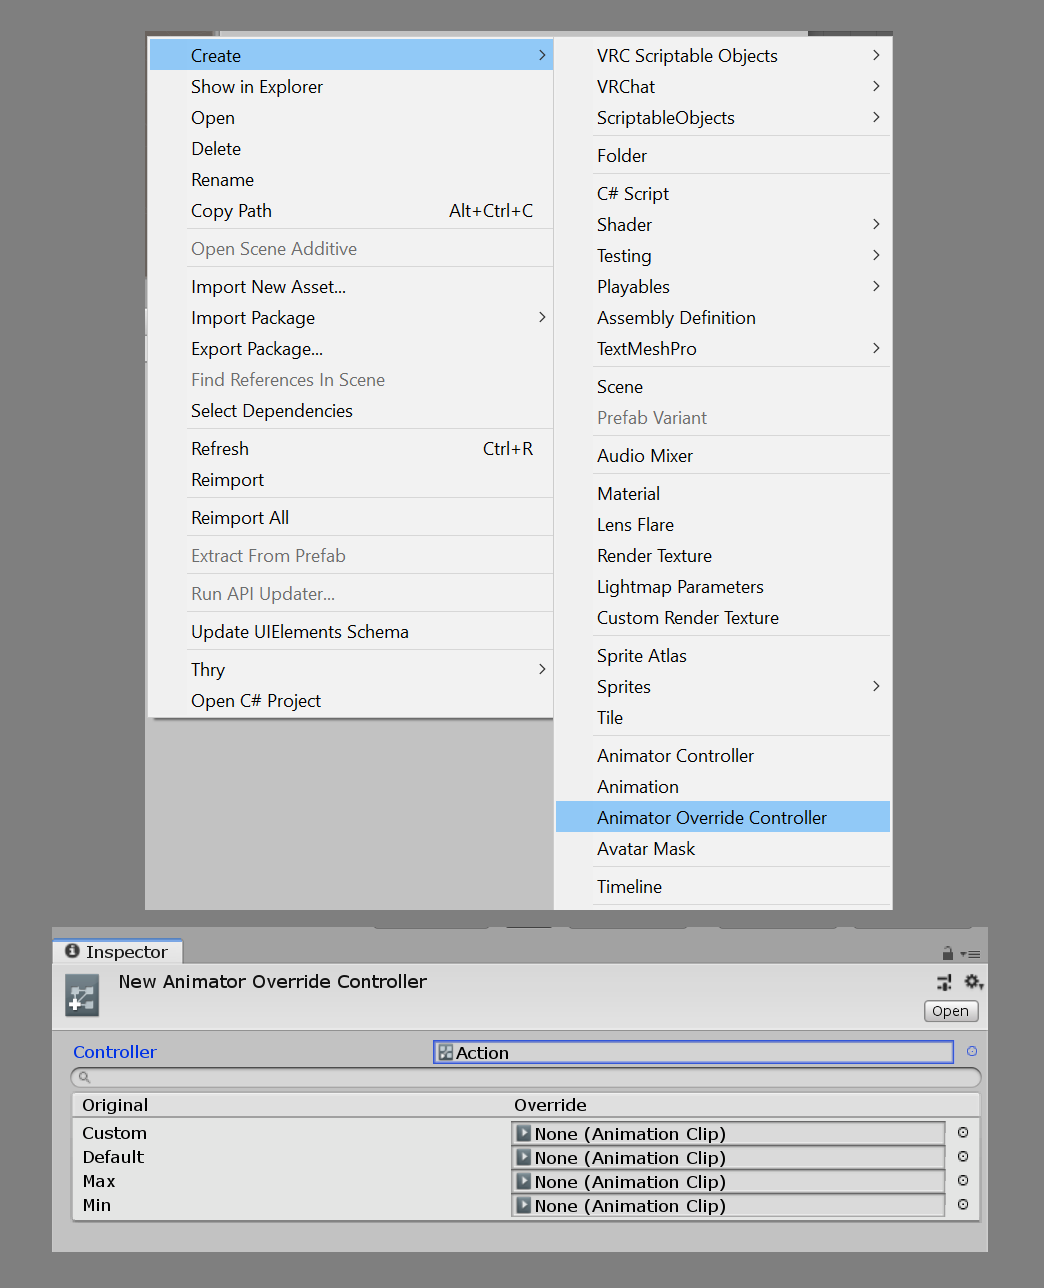 Create
Show in Explorer
Open
Delete
Rename
Copy Path Alt+Ctrl+C
Open Scene Additive
Import New Asset...
Import Package
Export Package...
Find References In Scene
Select Dependencies
Refresh Ctrl+R
Reimport
Reimport All
Extract From Prefab
Run API Updater...
Update UIElements Schema
Thry
Open C# Project
VRC Scriptable Objects
VRChat
ScriptableObjects
Folder
C# Script
Shader
Testing
Playables
Assembly Definition
TextMeshPro
Scene
Prefab Variant
Audio Mixer
Material
Lens Flare
Render Texture
Lightmap Parameters
Custom Render Texture
Sprite Atlas
Sprites
Tile
Animator Controller
Animation
Animator Override Controller
Avatar Mask
Timeline
Inspector
New Animator Override Controller
Open
Controller Action
Original Override
Custom None (Animation Clip)
Default None (Animation Clip)
Max None (Animation Clip)
Min None (Animation Clip)